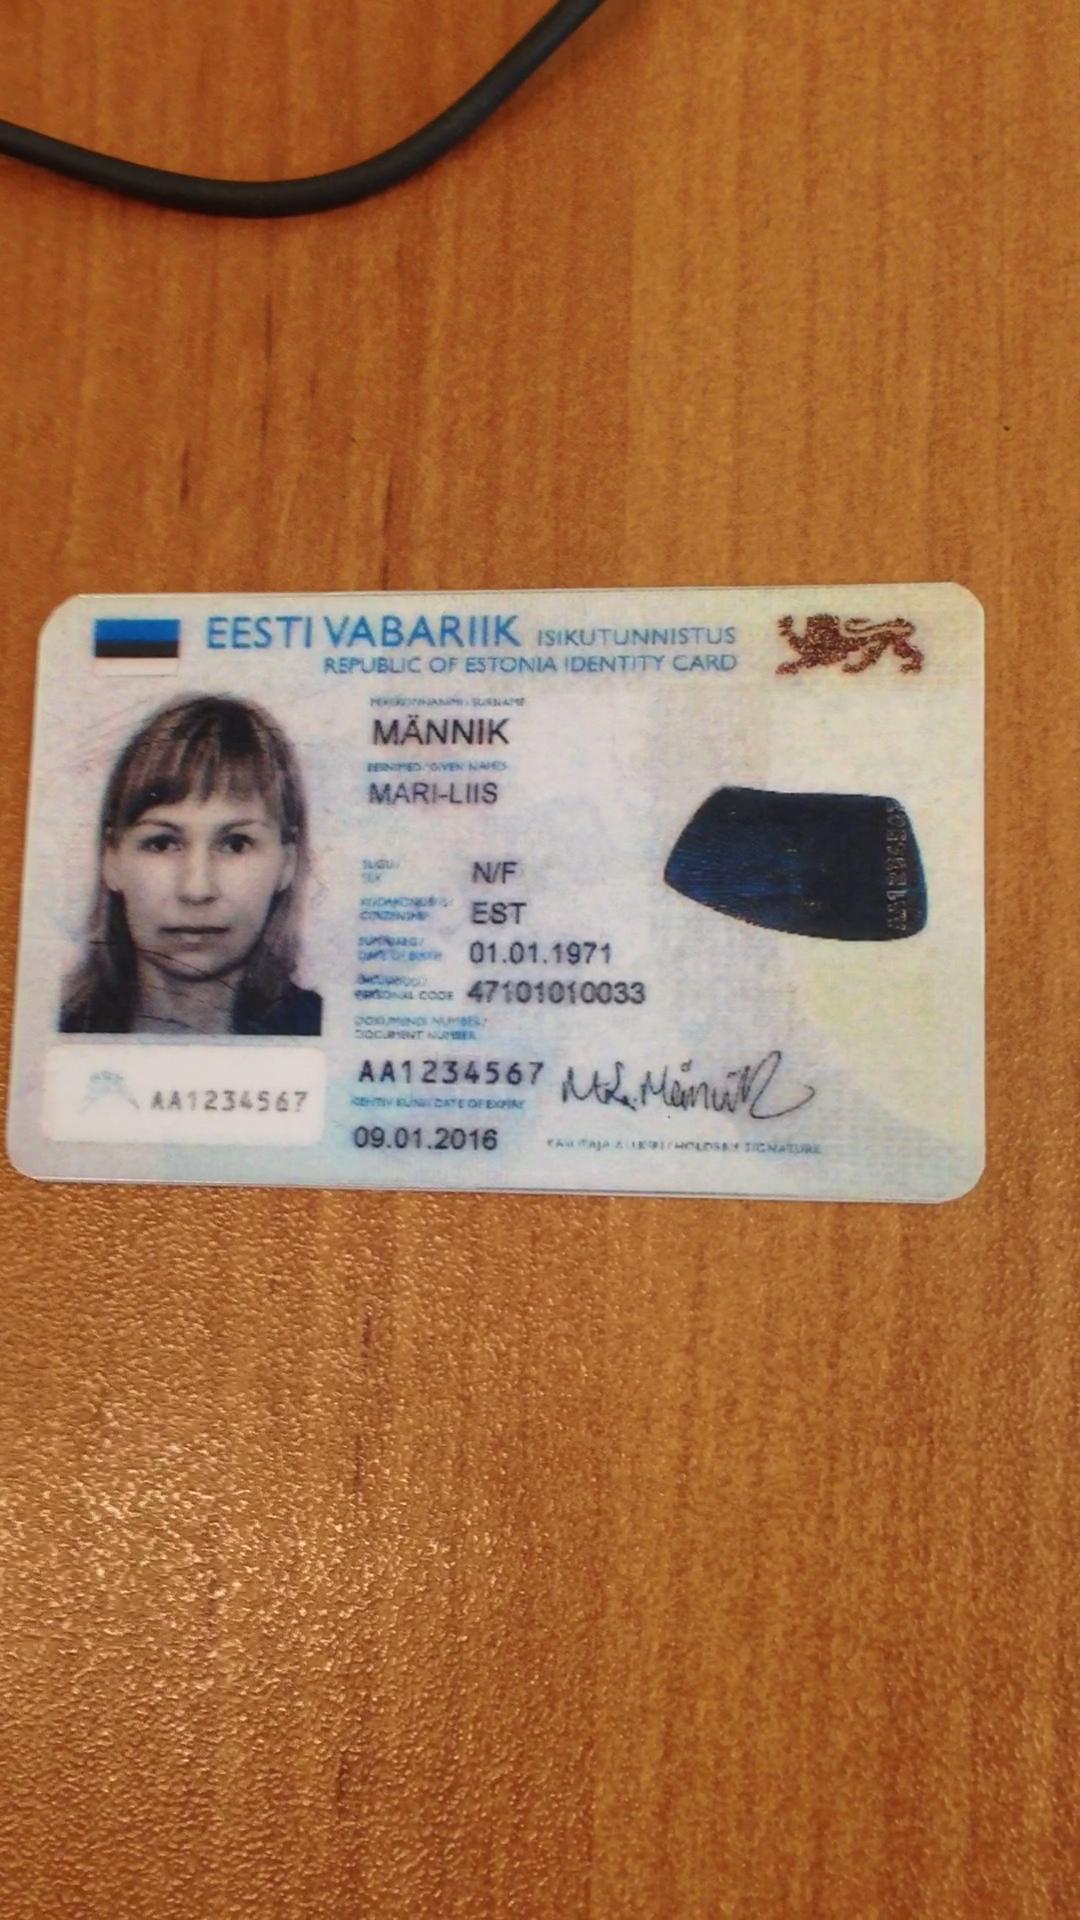 EESTI VABARIIK ISIKUTUNNISTUS
REPUBLIC OF ESTONIA IDENTITY CARD
PEREKONNANIMI / SURNAME
MÄNNIK
EESNIMED / GIVEN NAMES
MARI-LIIS
SUGU /
SEX
N/F
KODAKONDSUS /
CITIZENSHIP
EST
SÜNNIAEG /
DATE OF BIRTH
01.01.1971
ISIKUKOOD /
PERSONAL CODE
47101010033
DOKUMENDI NUMBER /
DOCUMENT NUMBER
AA1234567
KEHTIV KUNI / DATE OF EXPIRY
09.01.2016
AA1234567
M-L. Männik
KASUTAJA ALLKIRI / HOLDER'S SIGNATURE